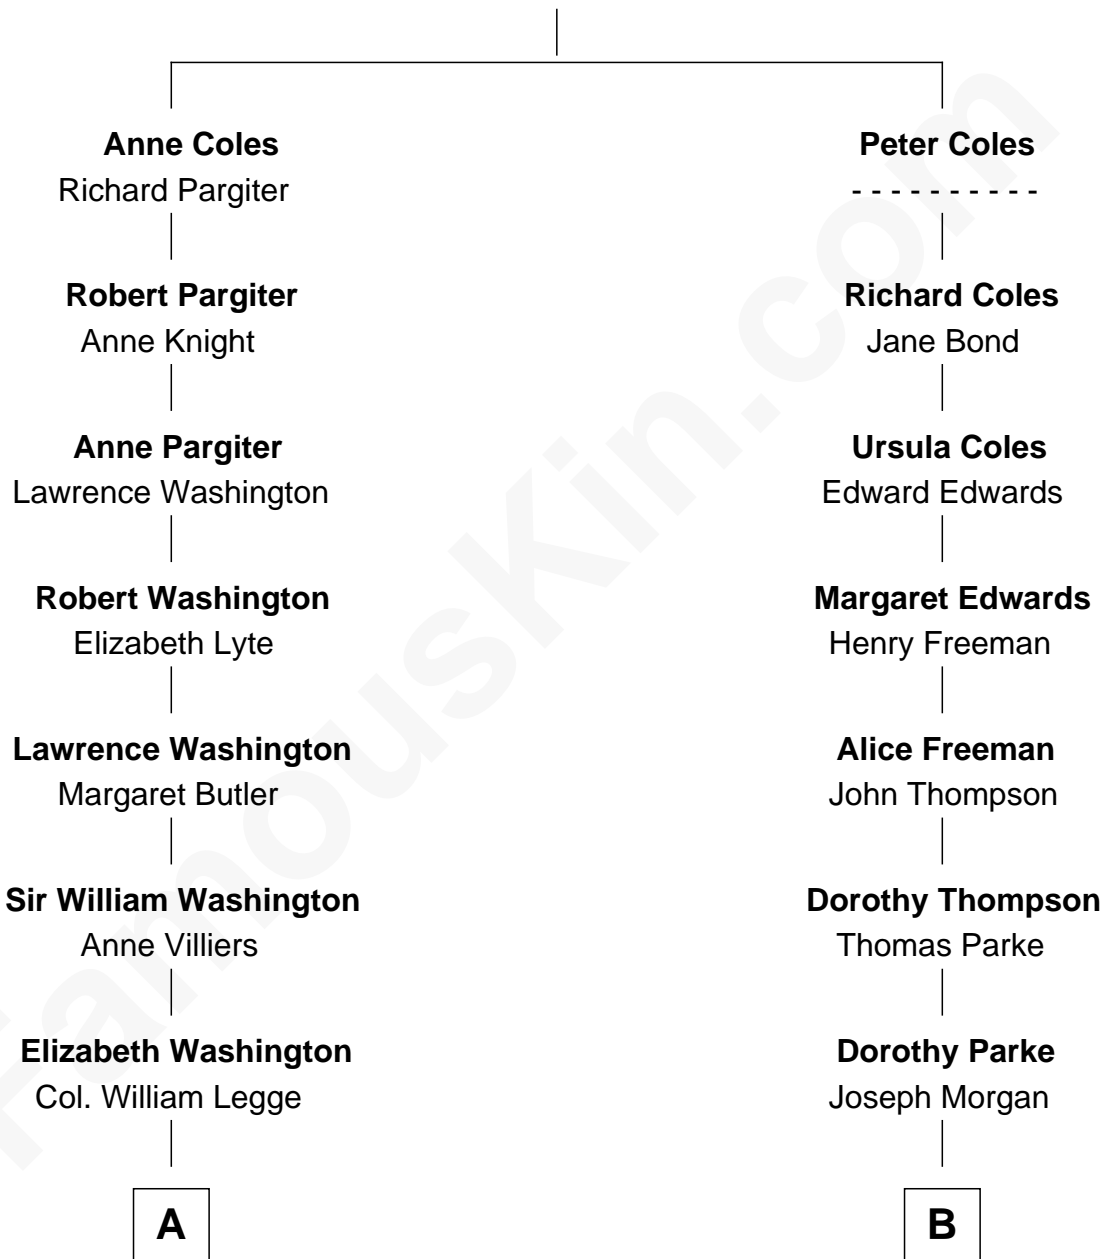 Anne Coles
Richard Pargiter
Peter Coles
- - - - - - - - - -
Robert Pargiter
Anne Knight
Richard Coles
Jane Bond
Anne Pargiter
Lawrence Washington
Ursula Coles
Edward Edwards
Robert Washington
Elizabeth Lyte
Margaret Edwards
Henry Freeman
Lawrence Washington
Margaret Butler
Alice Freeman
John Thompson
Sir William Washington
Anne Villiers
Dorothy Thompson
Thomas Parke
Elizabeth Washington
Col. William Legge
Dorothy Parke
Joseph Morgan
A
B
FamousKin.com